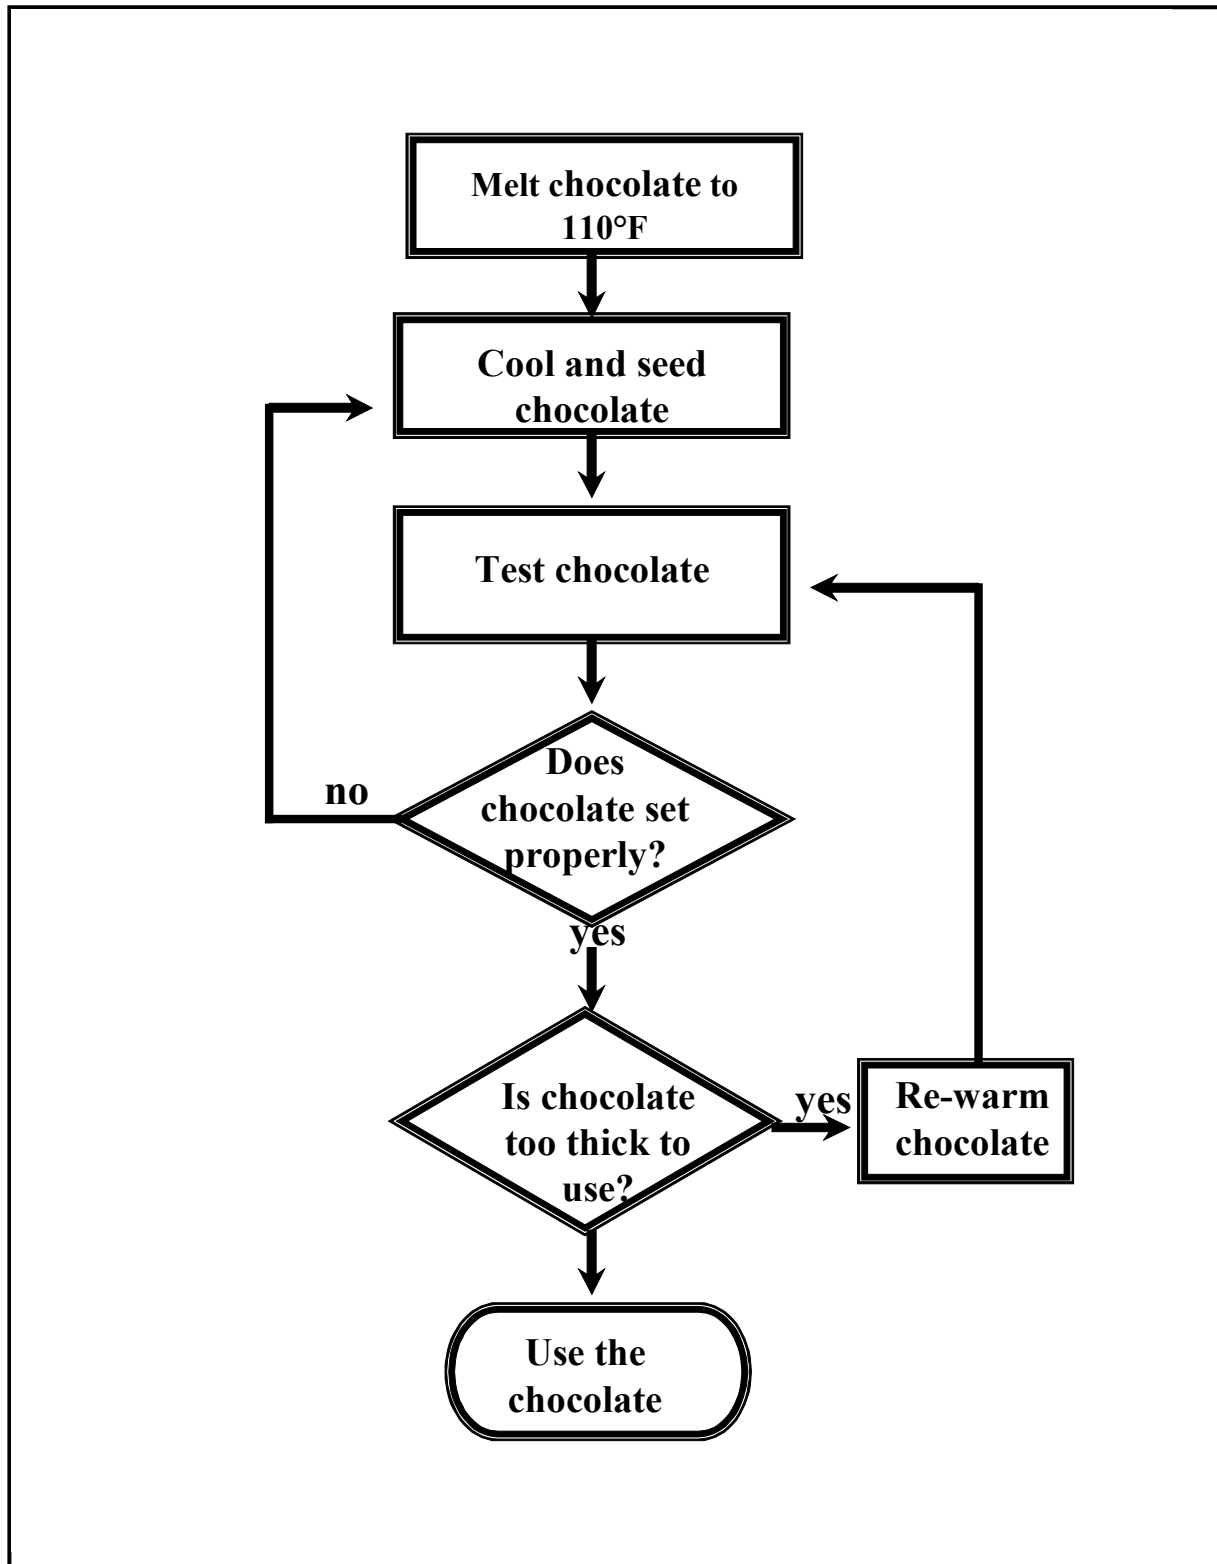 Melt chocolate to
110°F
Cool and seed
chocolate
Test chocolate
Does
chocolate set
properly?
no
yes
Is chocolate
too thick to
use?
yes
Re-warm
chocolate
Use the
chocolate